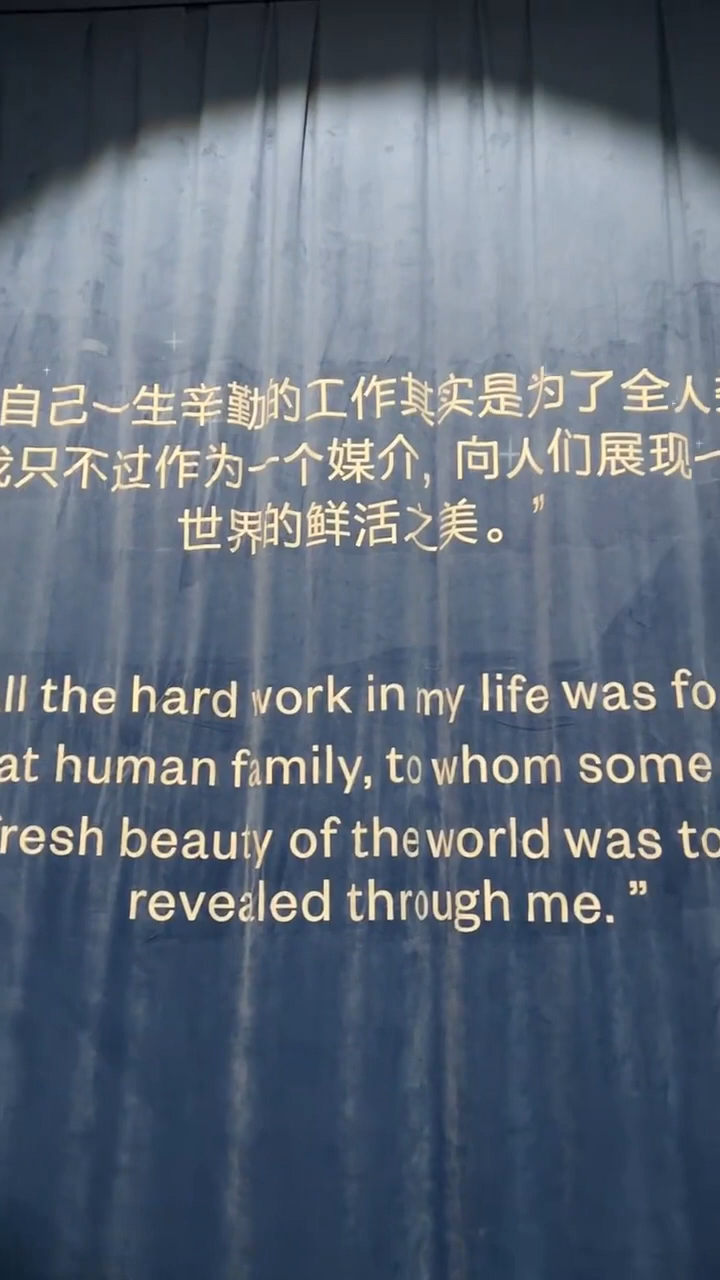 自己一生辛勤的工作其实是为了全人
我只不过作为一个媒介，向人们展现一
世界的鲜活之美。”
ll the hard work in my life was fo
at human family, to whom some
fresh beauty of the world was to
revealed through me.”